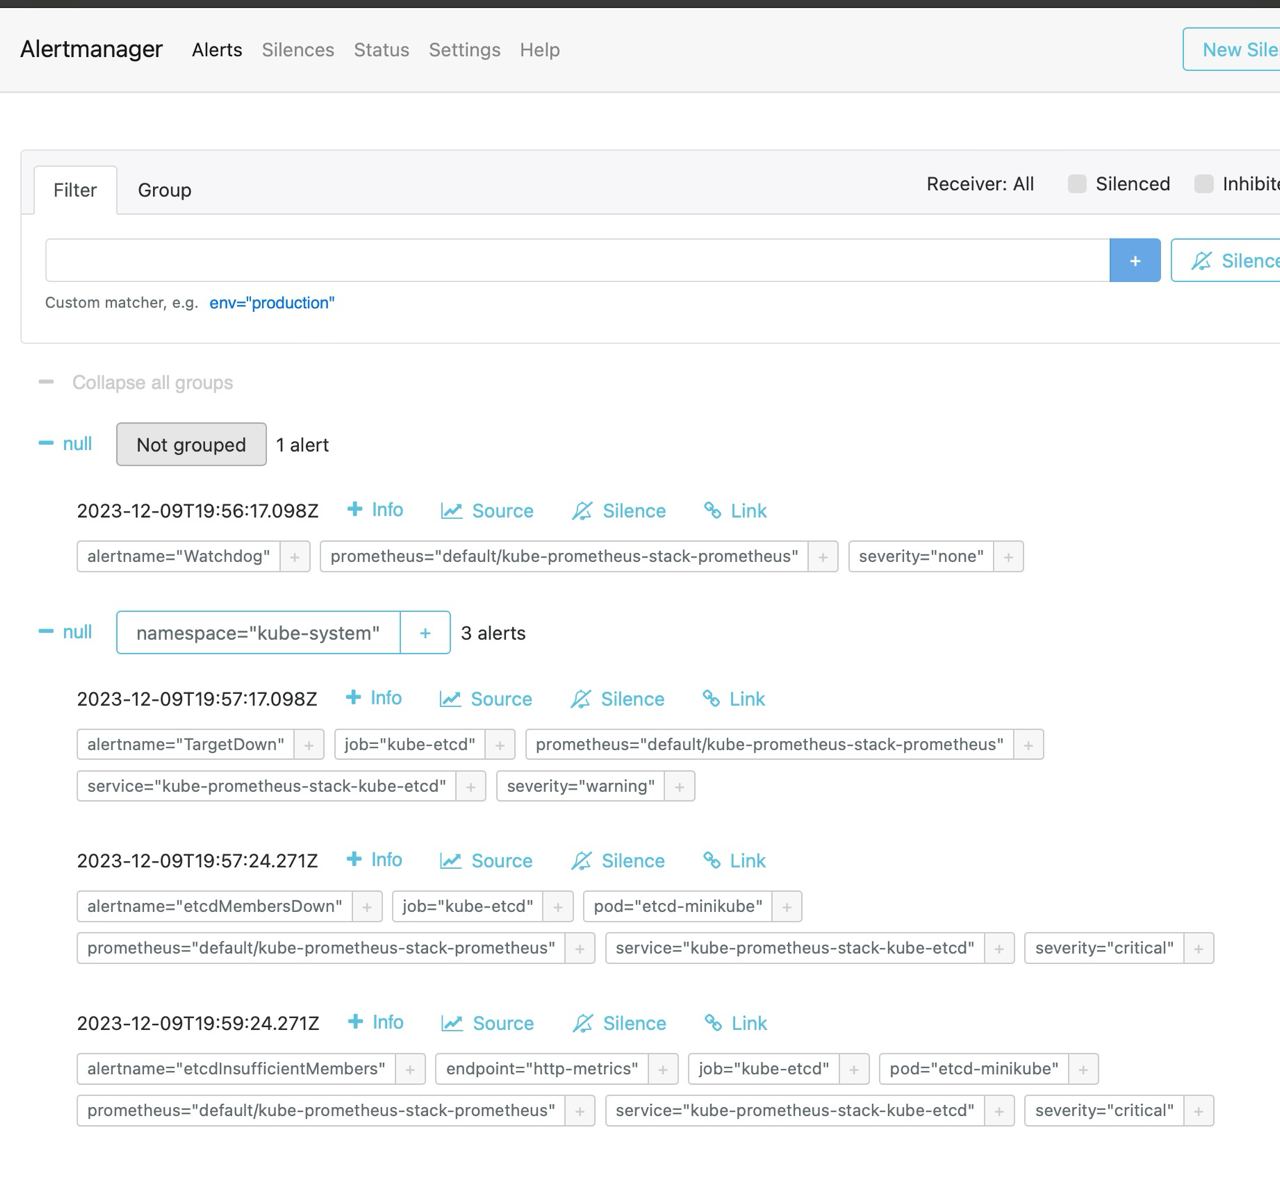 Alertmanager Alerts Silences Status Settings Help New Sile
Filter Group Receiver: All Silenced Inhibite
+ Silence
Custom matcher, e.g. env="production"
Collapse all groups
null Not grouped 1 alert
2023-12-09T19:56:17.098Z + Info Source Silence Link
alertname="Watchdog" + prometheus="default/kube-prometheus-stack-prometheus" + severity="none" +
null namespace="kube-system" + 3 alerts
2023-12-09T19:57:17.098Z + Info Source Silence Link
alertname="TargetDown" + job="kube-etcd" + prometheus="default/kube-prometheus-stack-prometheus" +
service="kube-prometheus-stack-kube-etcd" + severity="warning" +
2023-12-09T19:57:24.271Z + Info Source Silence Link
alertname="etcdMembersDown" + job="kube-etcd" + pod="etcd-minikube" +
prometheus="default/kube-prometheus-stack-prometheus" + service="kube-prometheus-stack-kube-etcd" + severity="critical" +
2023-12-09T19:59:24.271Z + Info Source Silence Link
alertname="etcdInsufficientMembers" + endpoint="http-metrics" + job="kube-etcd" + pod="etcd-minikube" +
prometheus="default/kube-prometheus-stack-prometheus" + service="kube-prometheus-stack-kube-etcd" + severity="critical" +